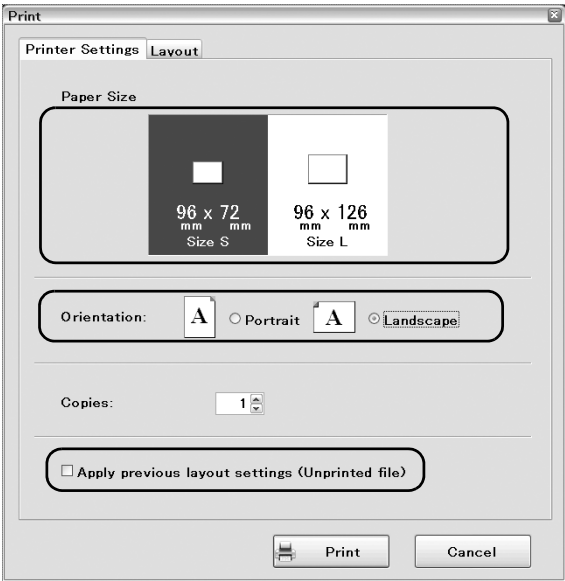 Print
Printer Settings Layout
Paper Size
96 x 72 96 x 126
mm mm mm mm
Size S Size L
Orientation: A Portrait A Landscape
Copies: 1
Apply previous layout settings (Unprinted file)
Print Cancel